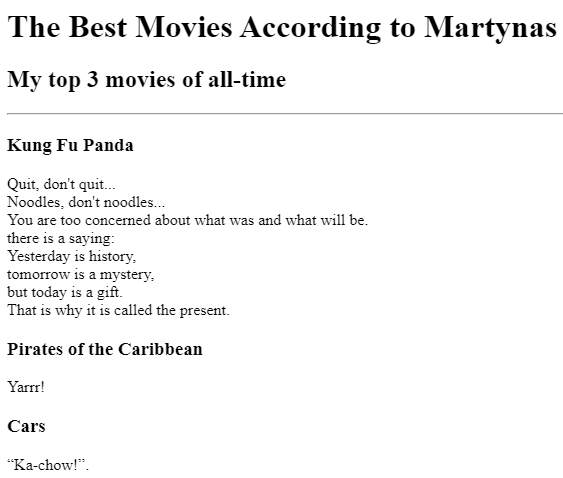 The Best Movies According to Martynas
My top 3 movies of all-time
Kung Fu Panda
Quit, don't quit...
Noodles, don't noodles...
You are too concerned about what was and what will be.
there is a saying:
Yesterday is history,
tomorrow is a mystery,
but today is a gift.
That is why it is called the present.
Pirates of the Caribbean
Yarrr!
Cars
“Ka-chow!”.